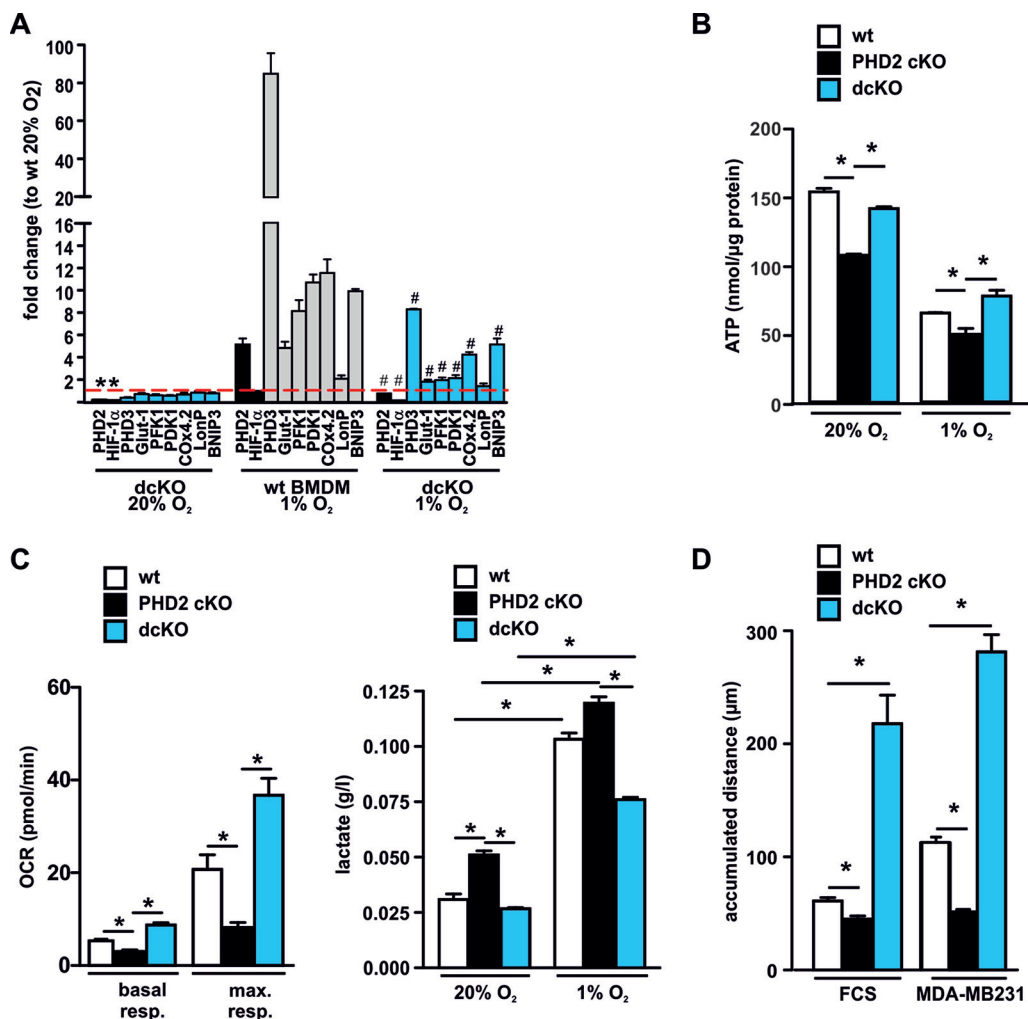 A
fold change (to wt 20% O2)
100
80
60
40
20
16
14
12
10
8
6
4
2
**
# # # # # # # #
PHD2
HIF-1α
PHD3
Glut-1
PFK1
PDK1
COx4.2
LonP
BNIP3
PHD2
HIF-1α
PHD3
Glut-1
PFK1
PDK1
COx4.2
LonP
BNIP3
PHD2
HIF-1α
PHD3
Glut-1
PFK1
PDK1
COx4.2
LonP
BNIP3
dcKO
20% O2
wt BMDM
1% O2
dcKO
1% O2
B
wt
PHD2 cKO
dcKO
ATP (nmol/µg protein)
200
150
100
50
0
* *
* *
20% O2
1% O2
C
wt
PHD2 cKO
dcKO
OCR (pmol/min)
60
40
20
0
* *
* *
basal
resp.
max.
resp.
wt
PHD2 cKO
dcKO
lactate (g/l)
0.125
0.100
0.075
0.050
0.025
0.000
*
*
*
* *
*
20% O2
1% O2
D
wt
PHD2 cKO
dcKO
accumulated distance (µm)
300
200
100
0
*
*
*
*
FCS
MDA-MB231